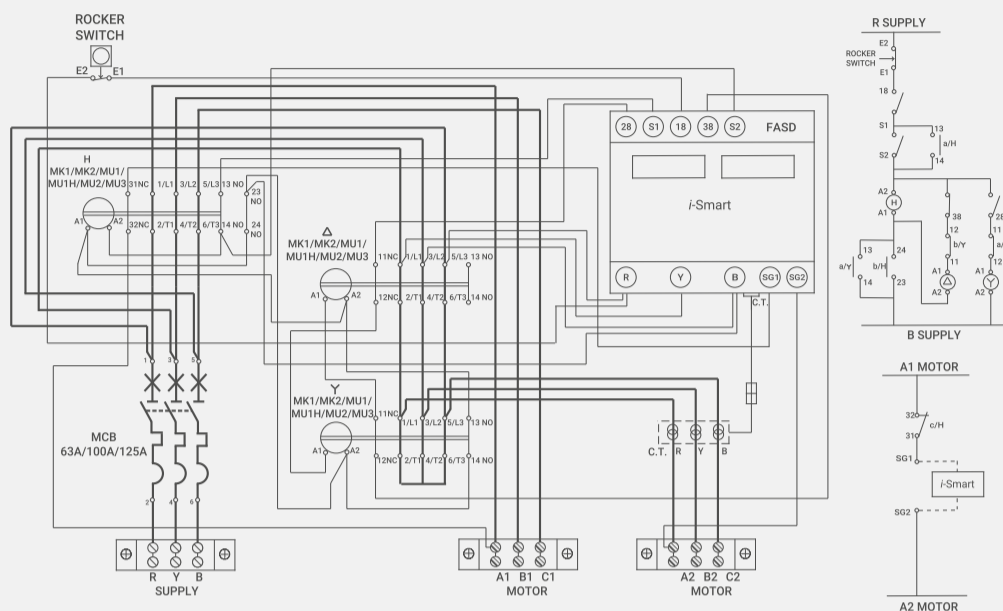 ROCKER
SWITCH
E2 E1
H
MK1/MK2/MU1/
MU1H/MU2/MU3
31NC 1/L1 3/L2 5/L3 13 NO
23
NO
A1 A2
32NC 2/T1 4/T2 6/T3 14 NO
24
NO
△
MK1/MK2/MU1/
MU1H/MU2/MU3
11NC 1/L1 3/L2 5/L3 13 NO
A1 A2
12NC 2/T1 4/T2 6/T3 14 NO
Y
MK1/MK2/MU1/
MU1H/MU2/MU3
11NC 1/L1 3/L2 5/L3 13 NO
A1 A2
12NC 2/T1 4/T2 6/T3 14 NO
1 3 5
MCB
63A/100A/125A
2 4 6
R Y B
SUPPLY
A1 B1 C1
MOTOR
A2 B2 C2
MOTOR
28 S1 18 38 S2 FASD
i-Smart
R Y B SG1 SG2
C.T.
C.T. R Y B
R SUPPLY
E2
ROCKER
SWITCH
E1
18
S1
13
a/H
S2
14
A2
H
A1
38
28
12
11
b/Y
11
12
13
24
a/Y
b/H
14
23
A1
△
A2
A1
Y
A2
B SUPPLY
A1 MOTOR
32
c/H
31
SG1
i-Smart
SG2
A2 MOTOR